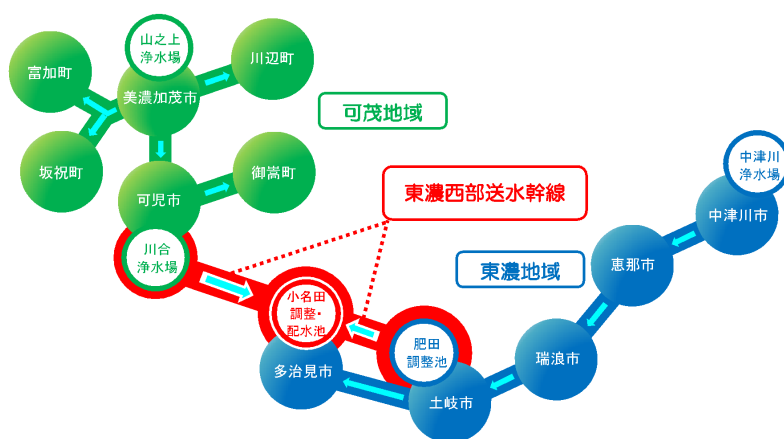 山之上
浄水場
川辺町
富加町
美濃加茂市
可茂地域
坂祝町
御嵩町
可児市
東濃西部送水幹線
中津川
浄水場
中津川市
川合
浄水場
東濃地域
恵那市
小名田
調整・
配水池
肥田
調整池
瑞浪市
多治見市
土岐市